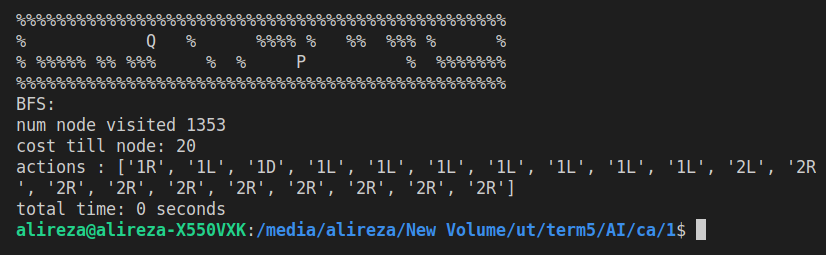 %%%%%%%%%%%%%%%%%%%%%%%%%%%%%%%%%%%%%%%%%%%%%%%%%
%            Q   %      %%%% %   %%  %%% %      %
% %%%%% %% %%%     %  %     P          %  %%%%%%%
%%%%%%%%%%%%%%%%%%%%%%%%%%%%%%%%%%%%%%%%%%%%%%%%%
BFS:
num node visited 1353
cost till node: 20
actions : ['1R', '1L', '1D', '1L', '1L', '1L', '1L', '1L', '1L', '1L', '2L', '2R
', '2R', '2R', '2R', '2R', '2R', '2R', '2R', '2R']
total time: 0 seconds
alireza@alireza-X550VXK:/media/alireza/New Volume/ut/term5/AI/ca/1$